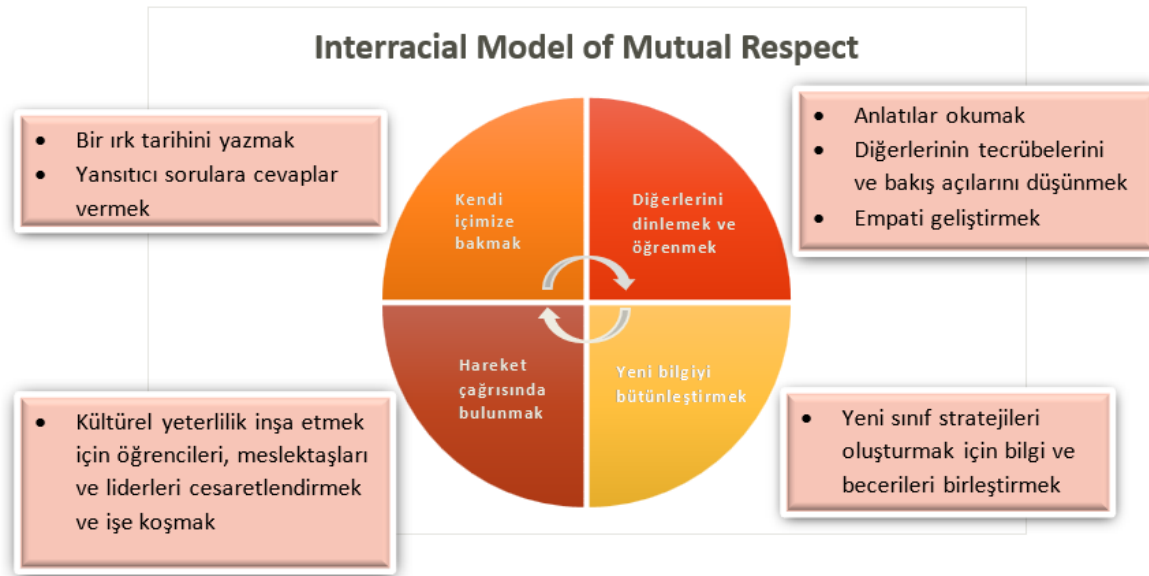 Interracial Model of Mutual Respect
• Bir ırk tarihini yazmak
• Yansıtıcı sorulara cevaplar
vermek
Kendi
içimize
bakmak
Diğerlerini
dinlemek ve
öğrenmek
• Anlatılar okumak
• Diğerlerinin tecrübelerini
ve bakış açılarını düşünmek
• Empati geliştirmek
• Kültürel yeterlilik inşa etmek
için öğrencileri, meslektaşları
ve liderleri cesaretlendirmek
ve işe koşmak
Hareket
çağrısında
bulunmak
Yeni bilgiyi
bütünleştirmek
• Yeni sınıf stratejileri
oluşturmak için bilgi ve
becerileri birleştirmek